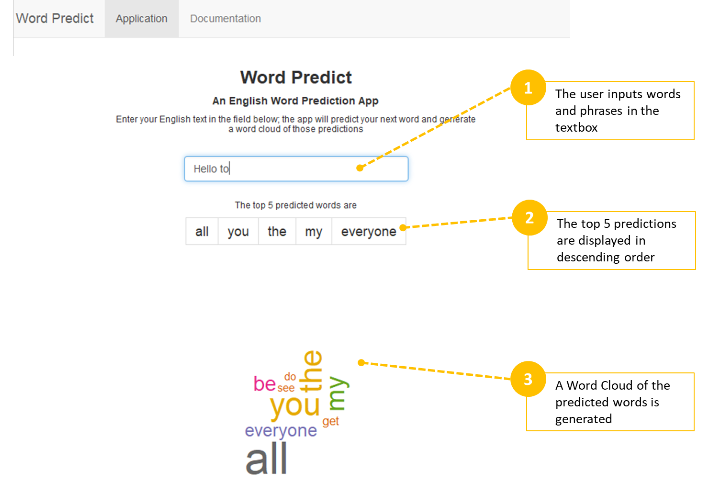 Word Predict Application Documentation
Word Predict
An English Word Prediction App
Enter your English text in the field below; the app will predict your next word and generate
a word cloud of those predictions
Hello to
The top 5 predicted words are
all you the my everyone
1
The user inputs words
and phrases in the
textbox
2
The top 5 predictions
are displayed in
descending order
do
the
be
see
my
you
get
everyone
all
3
A Word Cloud of the
predicted words is
generated